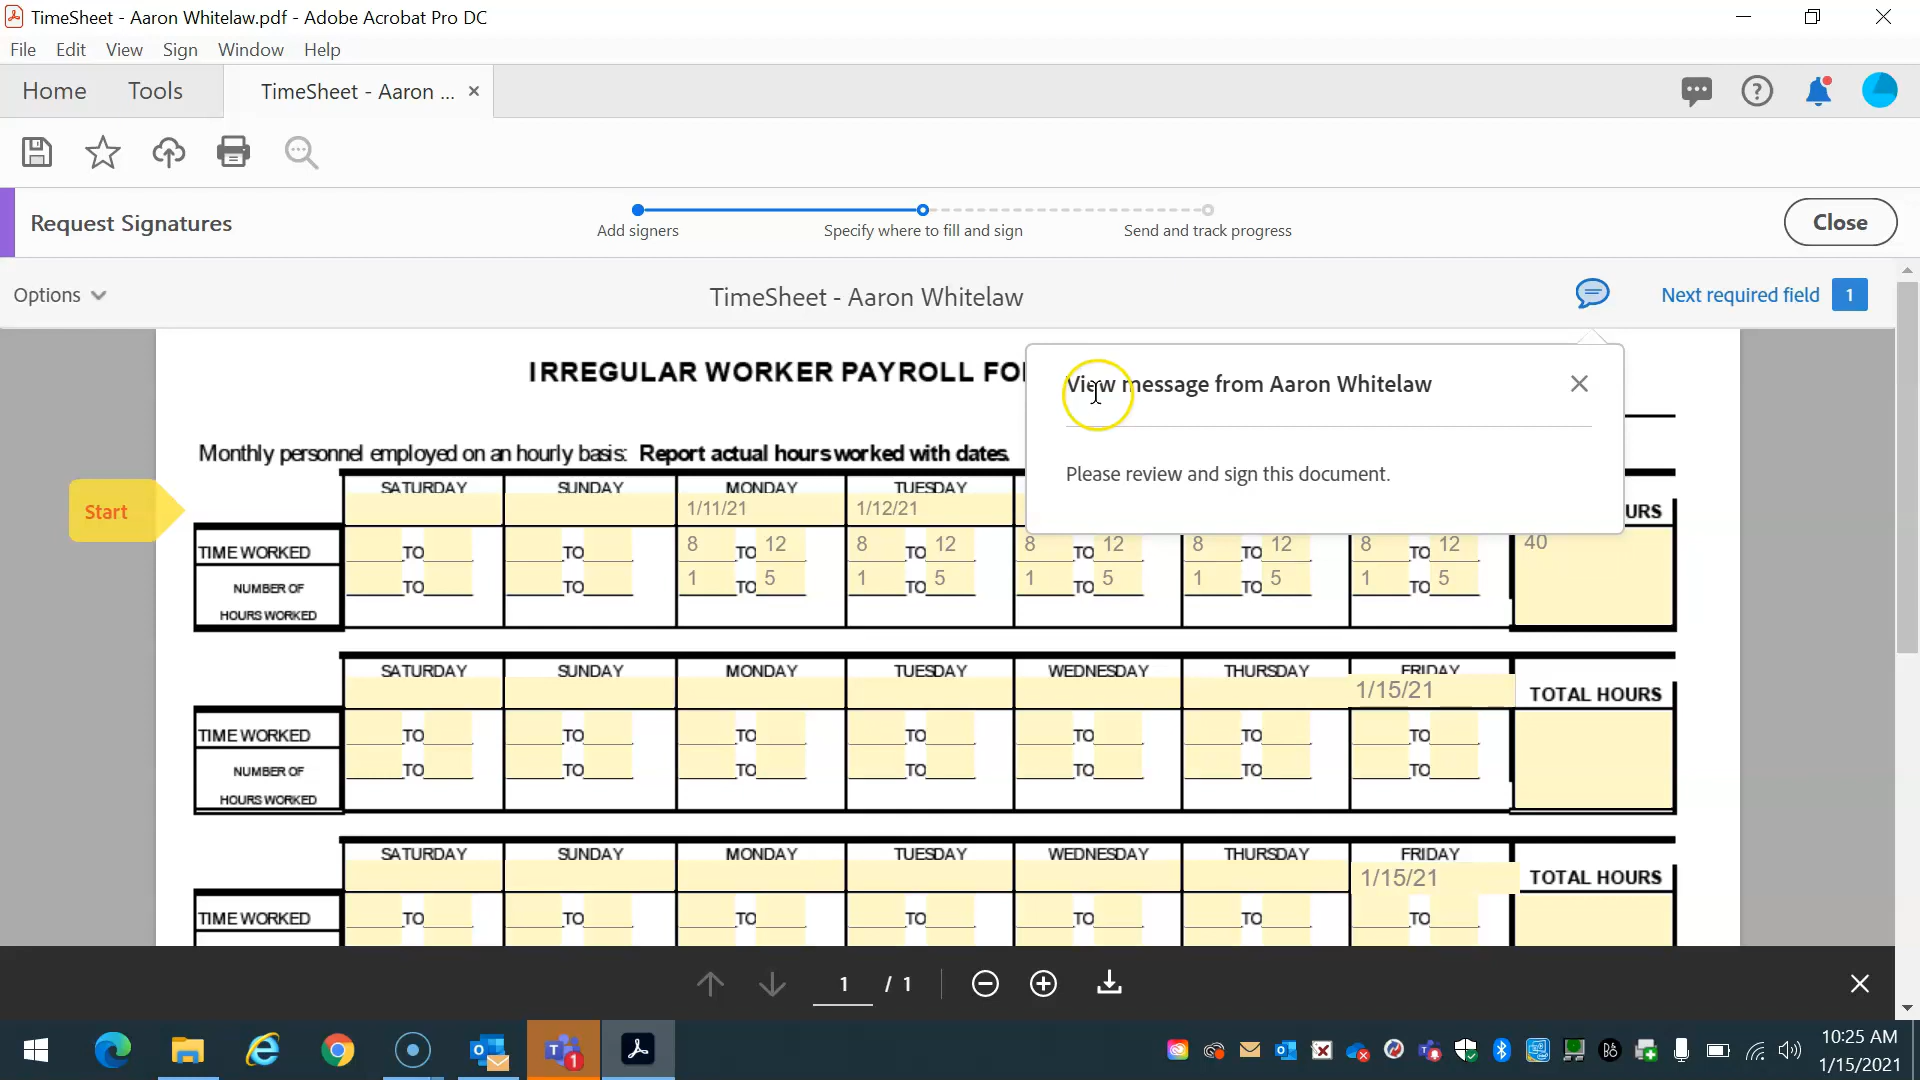 TimeSheet - Aaron Whitelaw.pdf - Adobe Acrobat Pro DC
File Edit View Sign Window Help
Home Tools TimeSheet - Aaron ... ×
Request Signatures
Add signers Specify where to fill and sign Send and track progress
Close
Options
TimeSheet - Aaron Whitelaw
Next required field 1
IRREGULAR WORKER PAYROLL FO
View message from Aaron Whitelaw
Please review and sign this document.
Monthly personnel employed on an hourly basis: Report actual hours worked with dates.
Start
SATURDAY SUNDAY MONDAY TUESDAY
1/11/21 1/12/21 URS
TIME WORKED TO TO 8 TO 12 8 TO 12 8 TO 12 8 TO 12 8 TO 12 40
NUMBER OF TO TO 1 TO 5 1 TO 5 1 TO 5 1 TO 5 1 TO 5
HOURS WORKED
SATURDAY SUNDAY MONDAY TUESDAY WEDNESDAY THURSDAY FRIDAY
1/15/21 TOTAL HOURS
TIME WORKED TO TO TO TO TO TO TO
NUMBER OF TO TO TO TO TO TO TO
HOURS WORKED
SATURDAY SUNDAY MONDAY TUESDAY WEDNESDAY THURSDAY FRIDAY
1/15/21 TOTAL HOURS
TIME WORKED TO TO TO TO TO TO TO
1 / 1
10:25 AM
1/15/2021